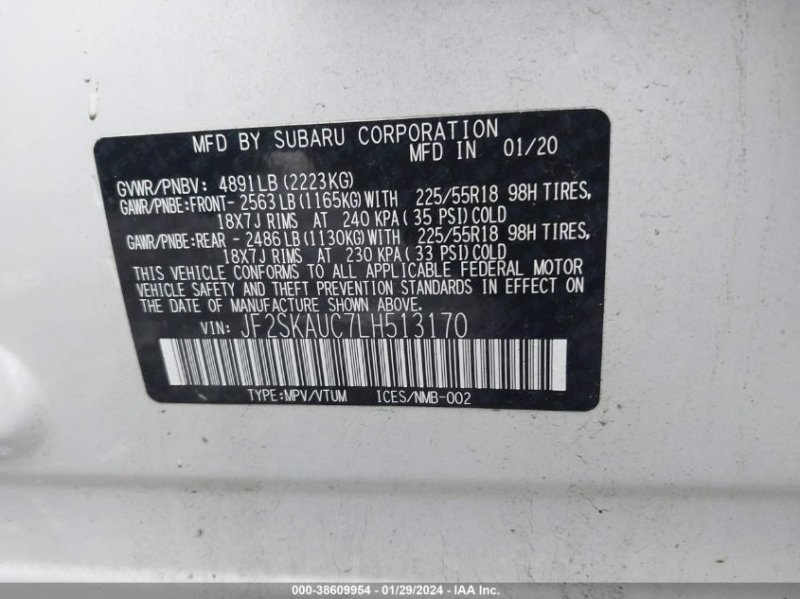 MFD BY SUBARU CORPORATION
MFD IN 01/20
GVWR/PNBV: 4891LB (2223KG)
GAWR/PNBE:FRONT- 2563LB(1165KG)WITH 225/55R18 98H TIRES,
18X7J RIMS AT 240 KPA(35 PSI)COLD
GAWR/PNBE:REAR - 2486LB(1130KG)WITH 225/55R18 98H TIRES,
18X7J RIMS AT 230 KPA(33 PSI)COLD
THIS VEHICLE CONFORMS TO ALL APPLICABLE FEDERAL MOTOR
VEHICLE SAFETY AND THEFT PREVENTION STANDARDS IN EFFECT ON
THE DATE OF MANUFACTURE SHOWN ABOVE.
VIN: JF2SKAUC7LH513170
TYPE:MPV/VTUM ICES/NMB-002
000-38609954 - 01/29/2024 - IAA Inc.